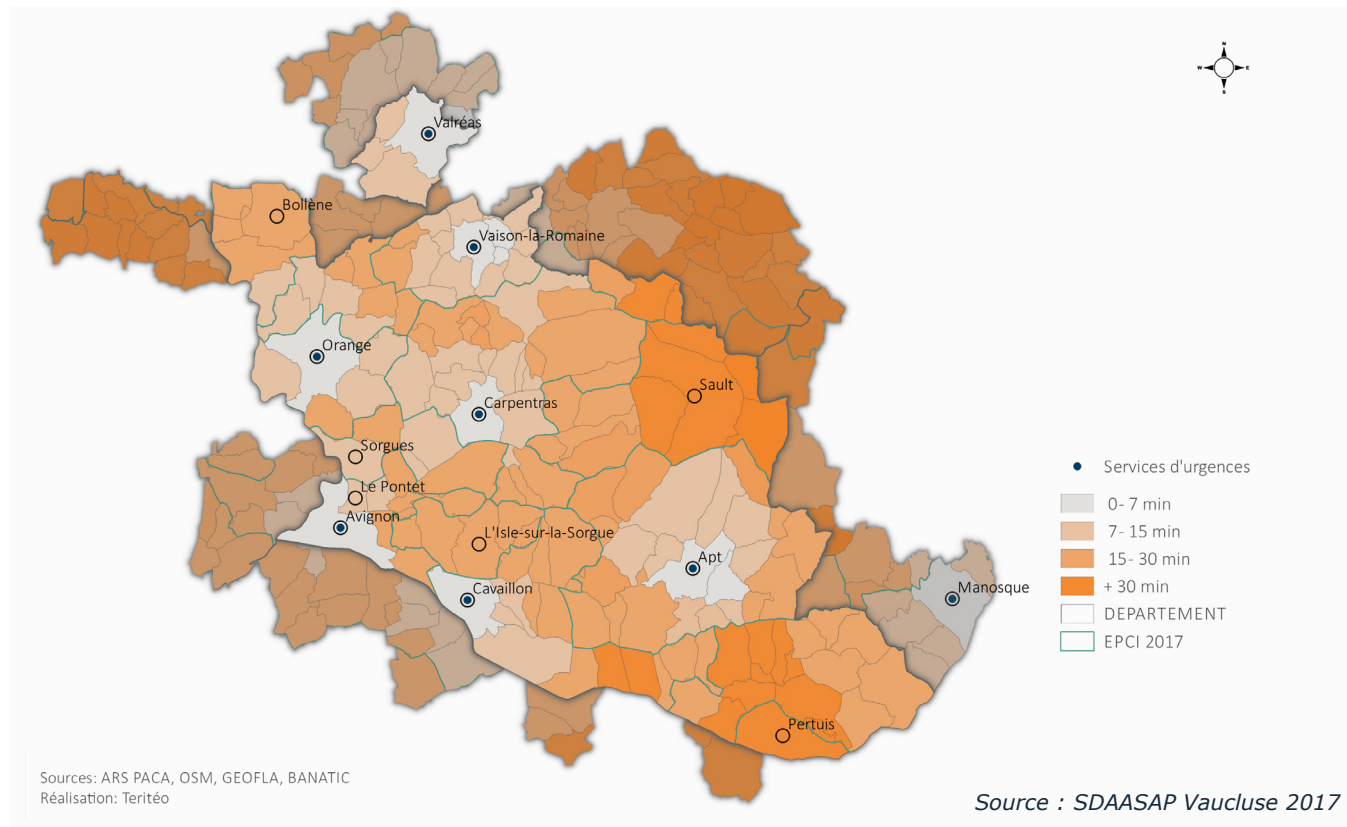 N
W E
S
Valréas
Bollène
Vaison-la-Romaine
Orange
Sault
Carpentras
Sorgues
Le Pontet
Avignon
L'Isle-sur-la-Sorgue
Apt
Cavaillon
Manosque
Pertuis
Services d'urgences
0- 7 min
7- 15 min
15- 30 min
+ 30 min
DEPARTEMENT
EPCI 2017
Sources: ARS PACA, OSM, GEOFLA, BANATIC
Réalisation: Teritéo
Source : SDAASAP Vaucluse 2017